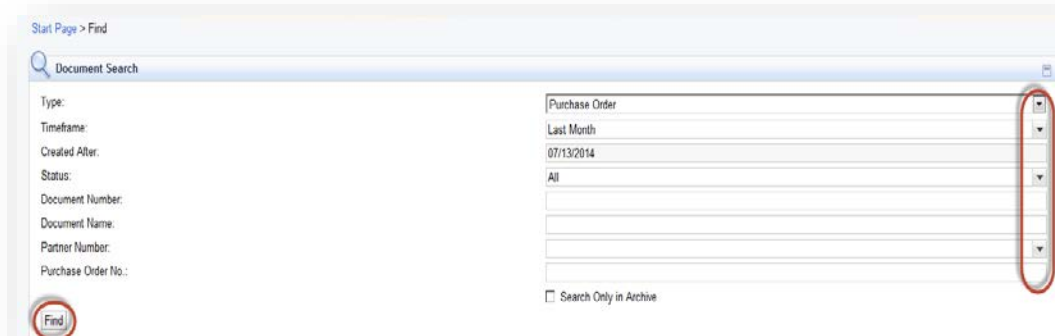 Start Page > Find
Document Search
Type: Purchase Order
Timeframe: Last Month
Created After: 07/13/2014
Status: All
Document Number:
Document Name:
Partner Number:
Purchase Order No.:
Search Only in Archive
Find